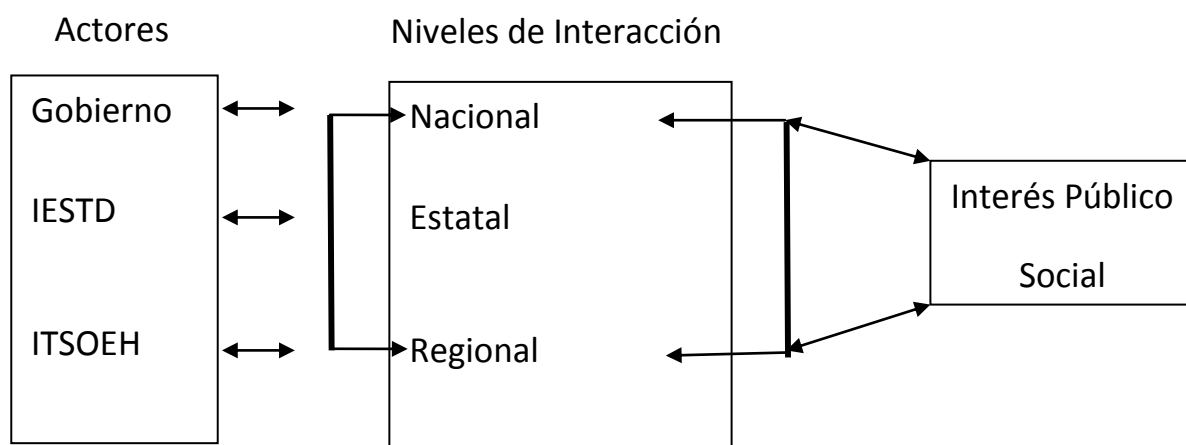 Actores
Niveles de Interacción
Gobierno
IESTD
ITSOEH
Nacional
Estatal
Regional
Interés Público
Social